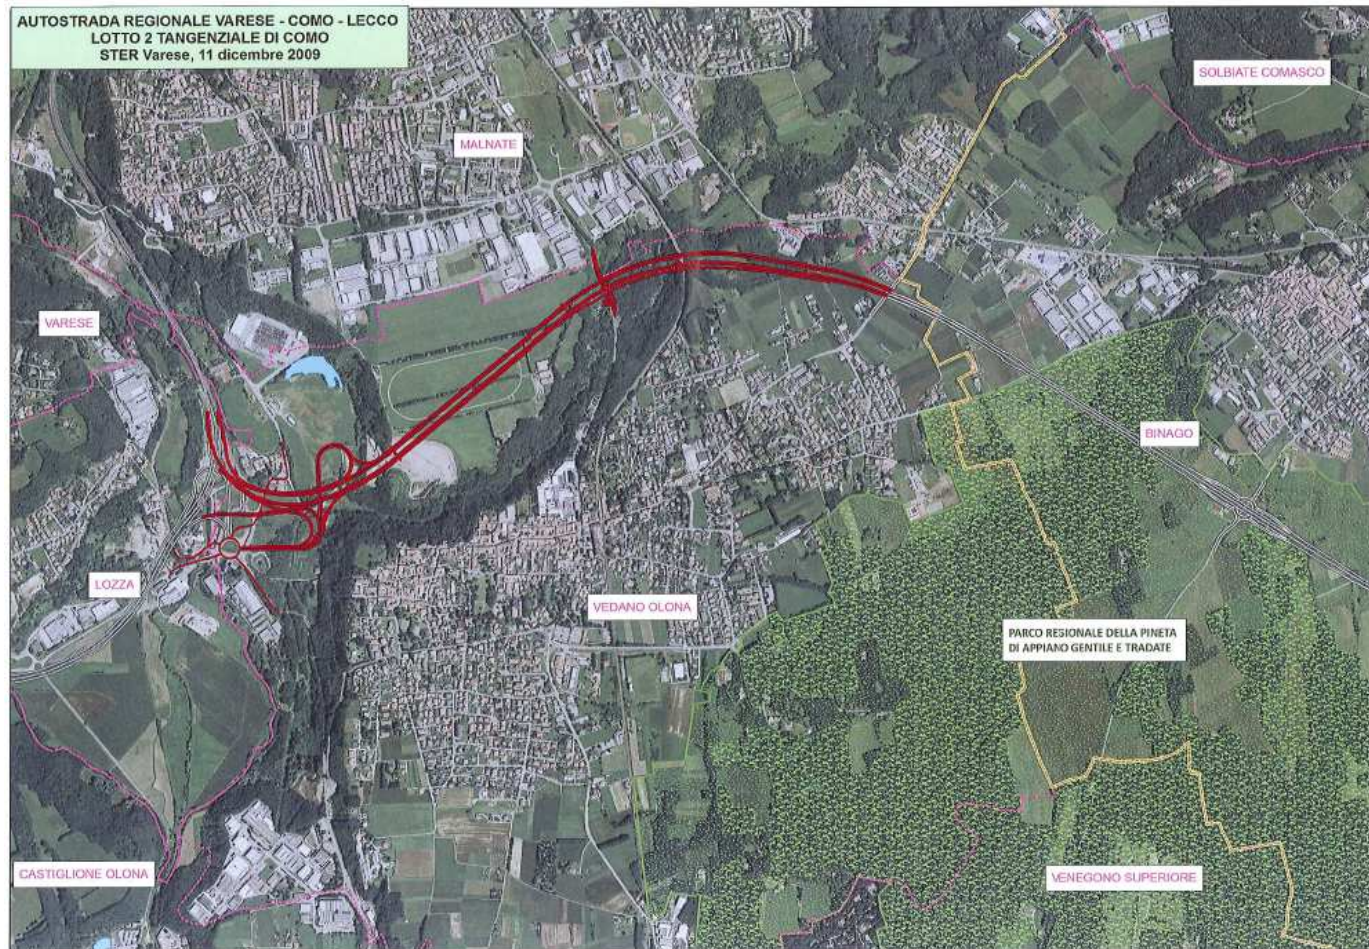 AUTOSTRADA REGIONALE VARESE - COMO - LECCO
LOTTO 2 TANGENZIALE DI COMO
STER Varese, 11 dicembre 2009
SOLBIATE COMASCO
MALNATE
VARESE
BINAGO
LOZZA
VEDANO OLONA
PARCO REGIONALE DELLA PINETA
DI APPIANO GENTILE E TRADATE
CASTIGLIONE OLONA
VENEGONO SUPERIORE